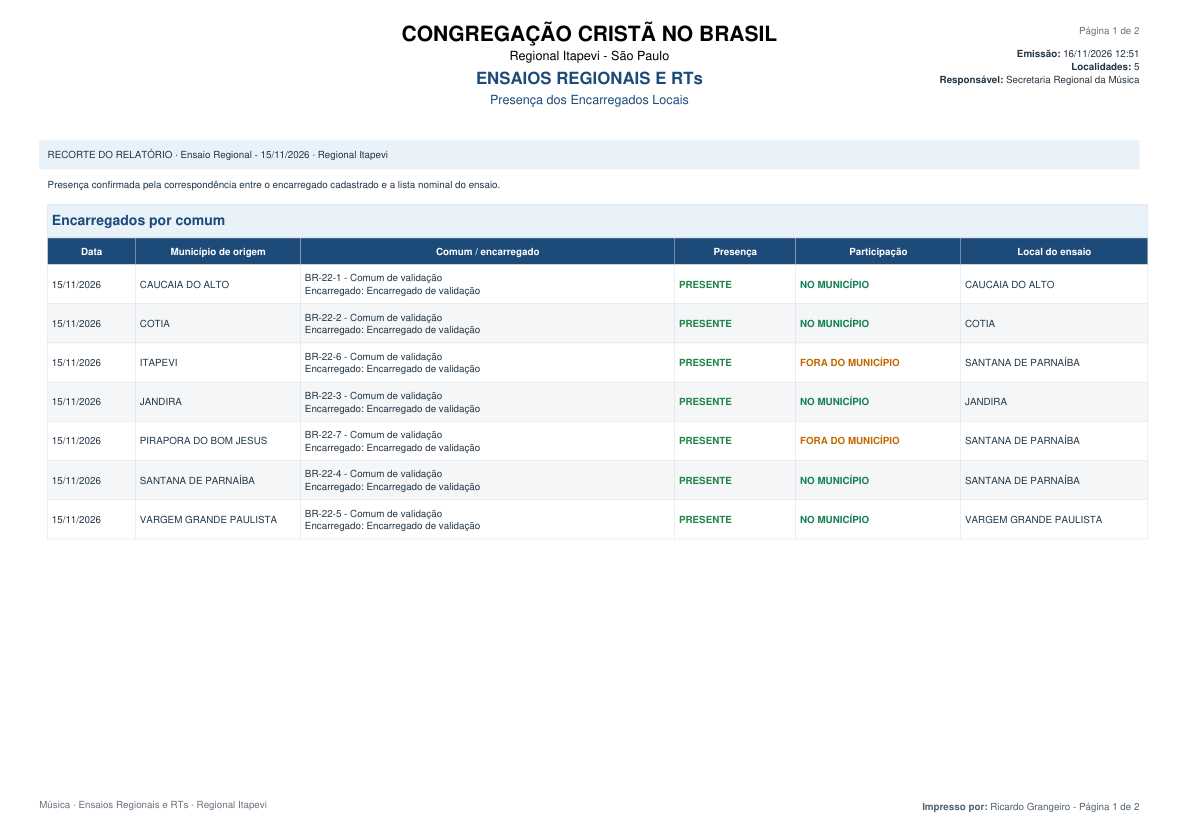 CONGREGAÇÃO CRISTÃ NO BRASIL
Regional Itapevi - São Paulo
ENSAIOS REGIONAIS E RTs
Presença dos Encarregados Locais
Página 1 de 2
Emissão: 16/11/2026 12:51
Localidades: 5
Responsável: Secretaria Regional da Música
RECORTE DO RELATÓRIO · Ensaio Regional - 15/11/2026 · Regional Itapevi
Presença confirmada pela correspondência entre o encarregado cadastrado e a lista nominal do ensaio.
Encarregados por comum
Data Município de origem Comum / encarregado Presença Participação Local do ensaio
15/11/2026 CAUCAIA DO ALTO BR-22-1 - Comum de validação PRESENTE NO MUNICÍPIO CAUCAIA DO ALTO
Encarregado: Encarregado de validação
15/11/2026 COTIA BR-22-2 - Comum de validação PRESENTE NO MUNICÍPIO COTIA
Encarregado: Encarregado de validação
15/11/2026 ITAPEVI BR-22-6 - Comum de validação PRESENTE FORA DO MUNICÍPIO SANTANA DE PARNAÍBA
Encarregado: Encarregado de validação
15/11/2026 JANDIRA BR-22-3 - Comum de validação PRESENTE NO MUNICÍPIO JANDIRA
Encarregado: Encarregado de validação
15/11/2026 PIRAPORA DO BOM JESUS BR-22-7 - Comum de validação PRESENTE FORA DO MUNICÍPIO SANTANA DE PARNAÍBA
Encarregado: Encarregado de validação
15/11/2026 SANTANA DE PARNAÍBA BR-22-4 - Comum de validação PRESENTE NO MUNICÍPIO SANTANA DE PARNAÍBA
Encarregado: Encarregado de validação
15/11/2026 VARGEM GRANDE PAULISTA BR-22-5 - Comum de validação PRESENTE NO MUNICÍPIO VARGEM GRANDE PAULISTA
Encarregado: Encarregado de validação
Música · Ensaios Regionais e RTs · Regional Itapevi
Impresso por: Ricardo Grangeiro - Página 1 de 2